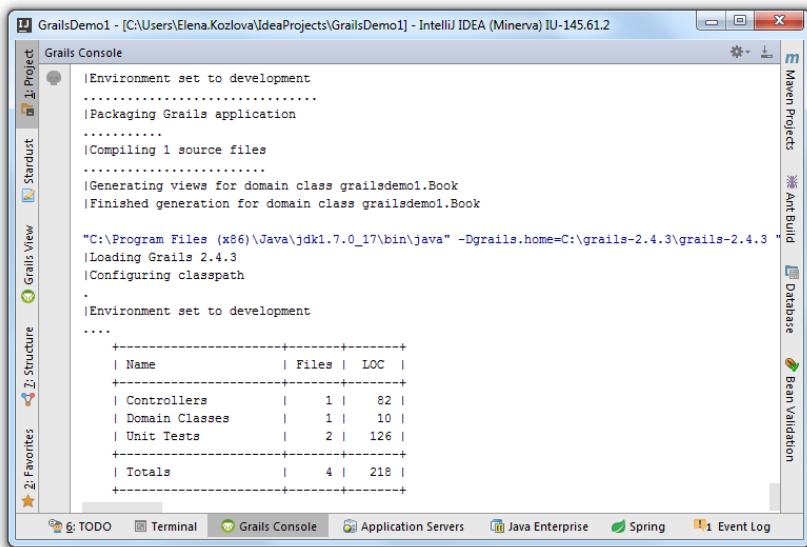 GrailsDemo1 - [C:\Users\Elena.Kozlova\IdeaProjects\GrailsDemo1] - IntelliJ IDEA (Minerva) IU-145.61.2
Grails Console
1: Project
Stardust
Grails View
7: Structure
2: Favorites
|Environment set to development
................................
|Packaging Grails application
...........
|Compiling 1 source files
.........................
|Generating views for domain class grailsdemo1.Book
|Finished generation for domain class grailsdemo1.Book
"C:\Program Files (x86)\Java\jdk1.7.0_17\bin\java" -Dgrails.home=C:\grails-2.4.3\grails-2.4.3 "
|Loading Grails 2.4.3
|Configuring classpath
.
|Environment set to development
....
+----------------------+-------+-------+
| Name | Files | LOC |
+----------------------+-------+-------+
| Controllers | 1 | 82 |
| Domain Classes | 1 | 10 |
| Unit Tests | 2 | 126 |
+----------------------+-------+-------+
| Totals | 4 | 218 |
+----------------------+-------+-------+
m
Maven Projects
Ant Build
Database
Bean Validation
6: TODO Terminal Grails Console Application Servers Java Enterprise Spring 1 Event Log